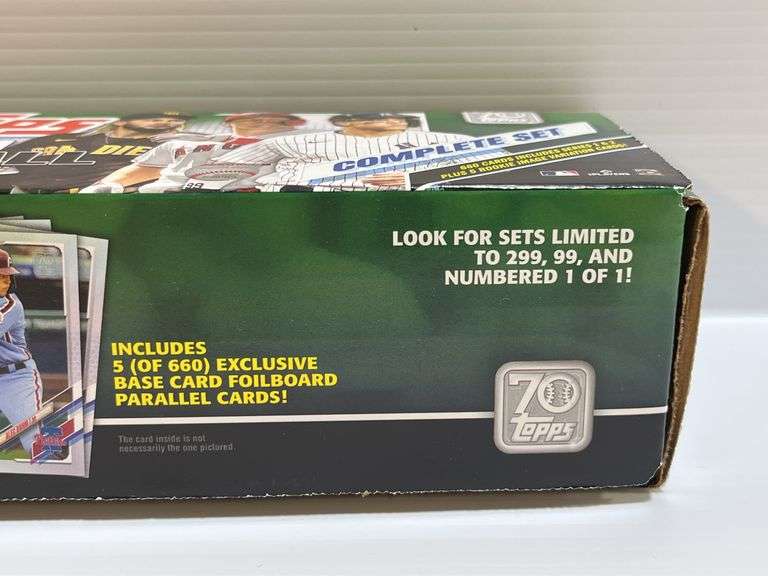 70
Topps
COMPLETE SET
660 CARDS INCLUDES SERIES 1 & 2
PLUS 5 ROOKIE IMAGE VARIATION CARDS!
LOOK FOR SETS LIMITED
TO 299, 99, AND
NUMBERED 1 OF 1!
INCLUDES
5 (OF 660) EXCLUSIVE
BASE CARD FOILBOARD
PARALLEL CARDS!
The card inside is not
necessarily the one pictured.
70
Topps